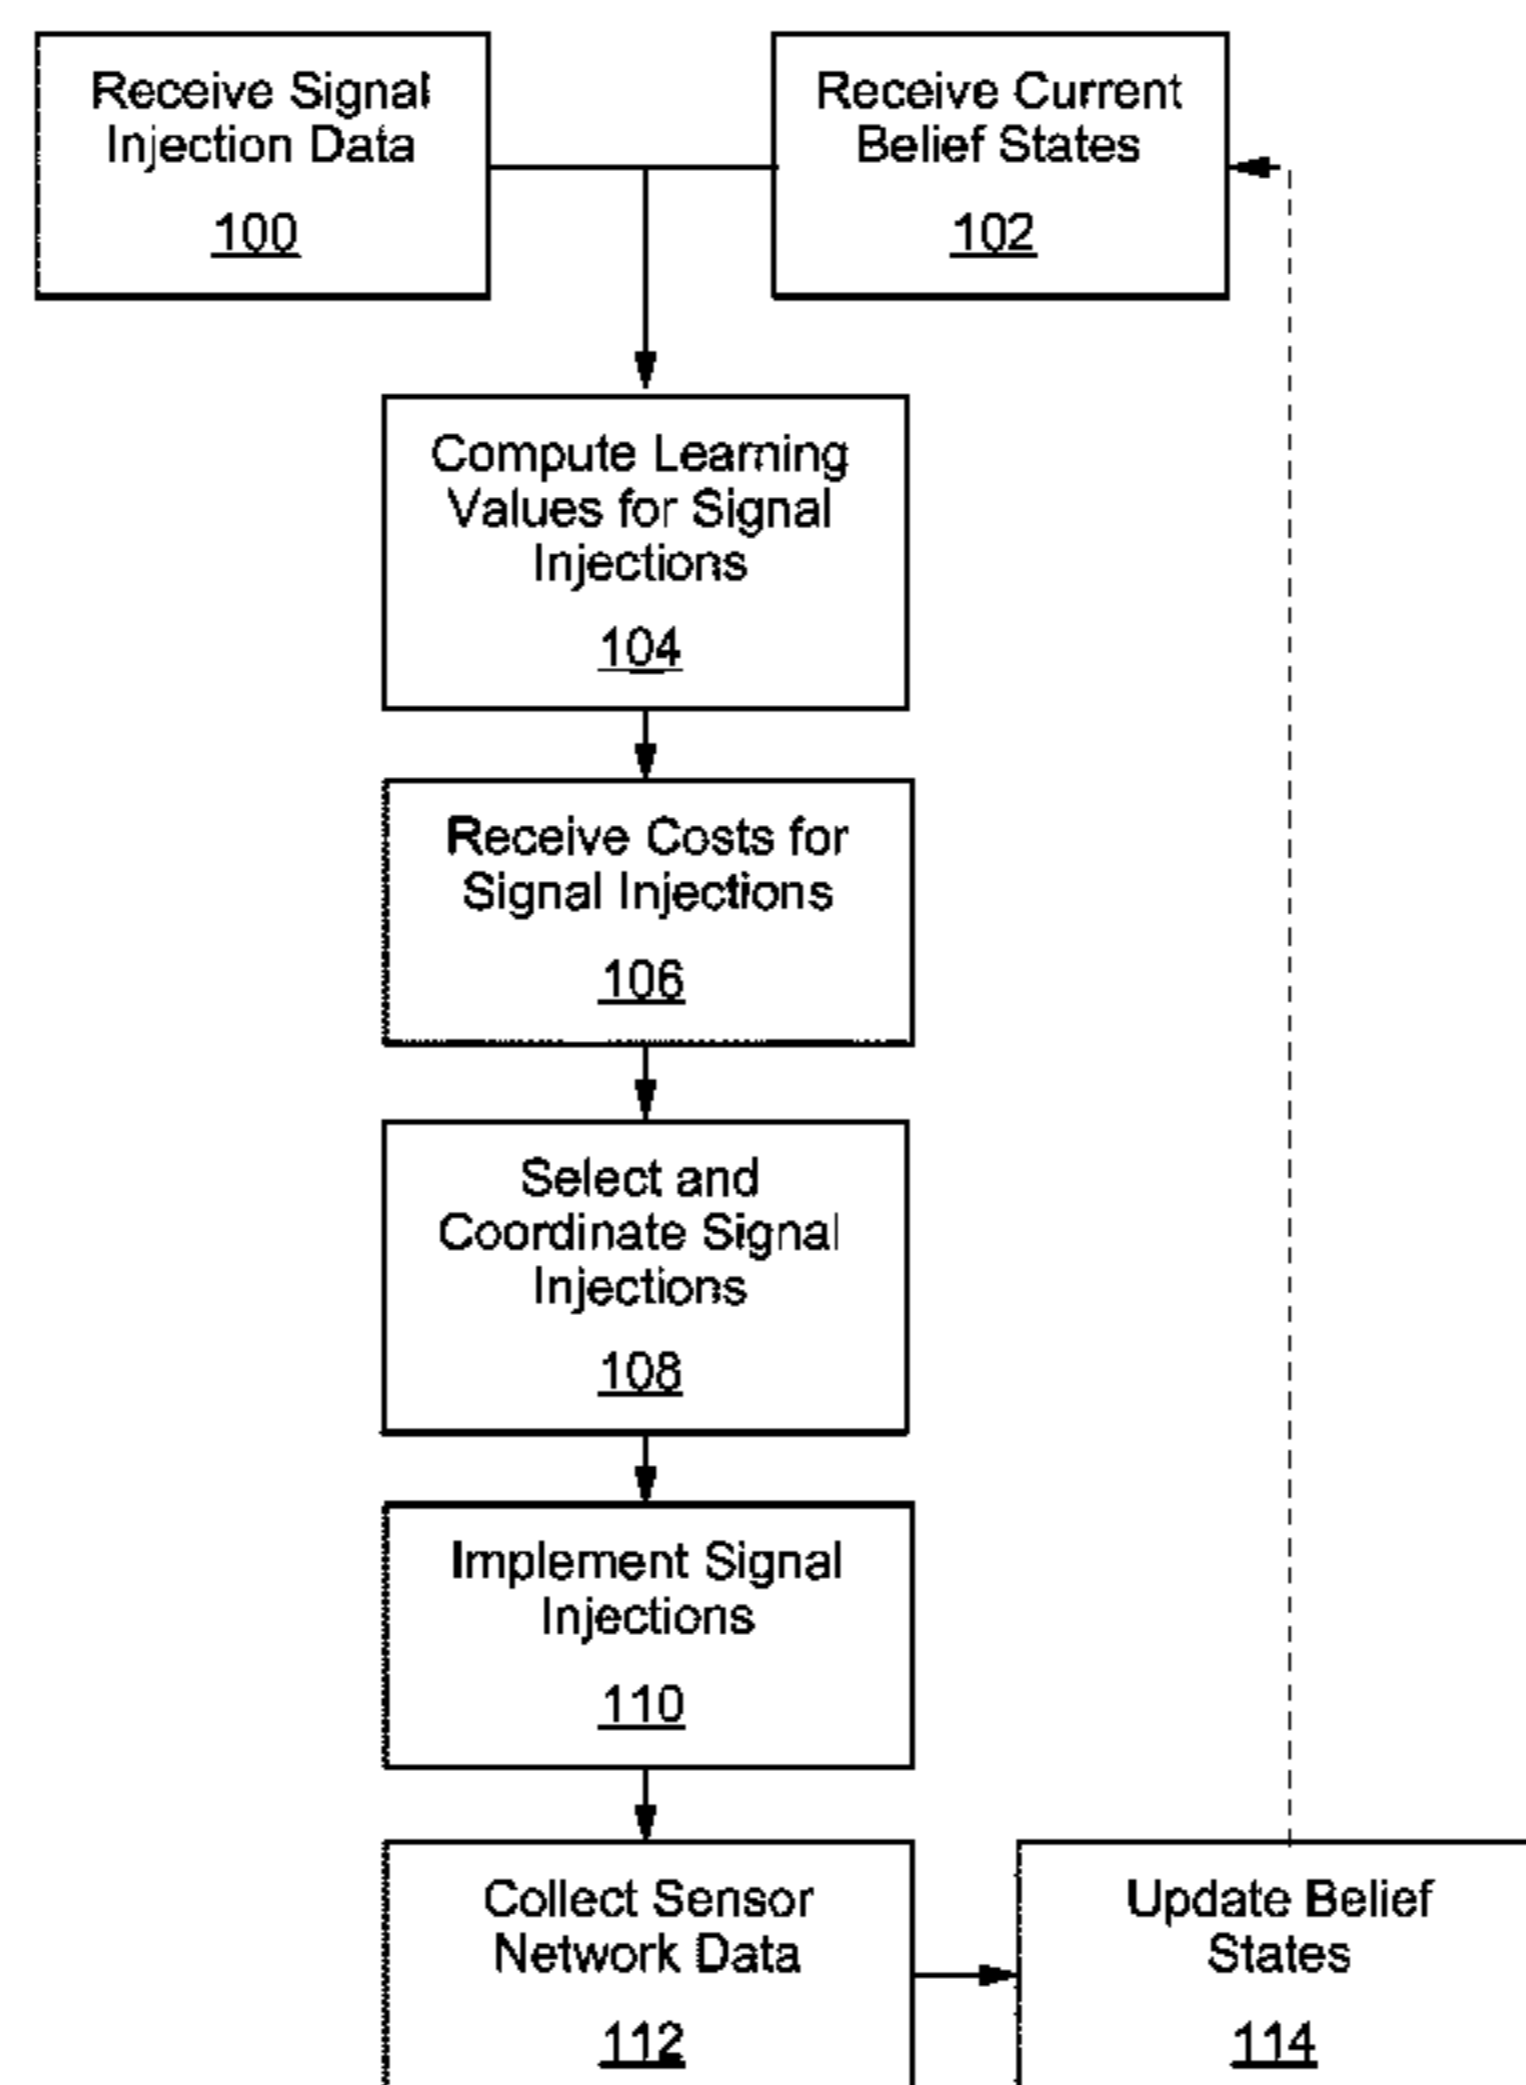 Receive Signal
Injection Data
100
Receive Current
Belief States
102
Compute Learning
Values for Signal
Injections
104
Receive Costs for
Signal Injections
106
Select and
Coordinate Signal
Injections
108
Implement Signal
Injections
110
Collect Sensor
Network Data
112
Update Belief
States
114